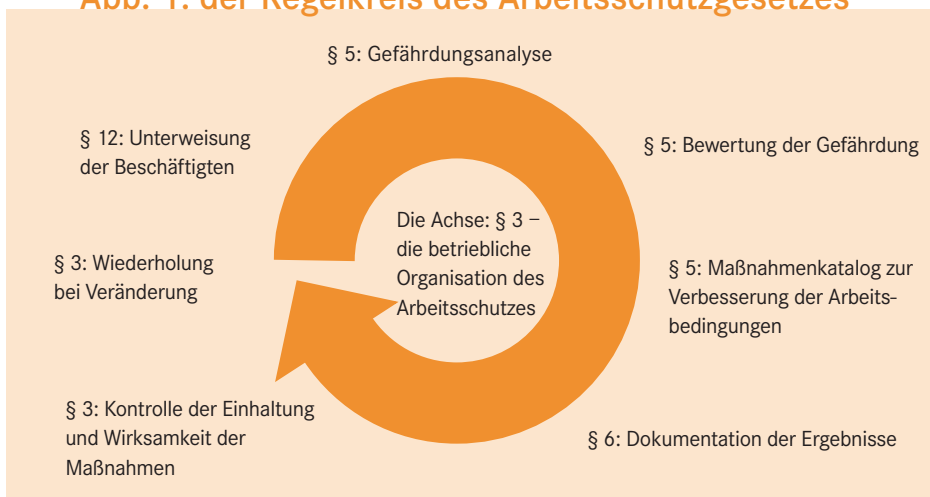 Abb. 1: der Regelkreis des Arbeitsschutzgesetzes
§ 5: Gefährdungsanalyse
§ 12: Unterweisung
der Beschäftigten
§ 5: Bewertung der Gefährdung
Die Achse: § 3 –
die betriebliche
Organisation des
Arbeitsschutzes
§ 3: Wiederholung
bei Veränderung
§ 5: Maßnahmenkatalog zur
Verbesserung der Arbeits-
bedingungen
§ 3: Kontrolle der Einhaltung
und Wirksamkeit der
Maßnahmen
§ 6: Dokumentation der Ergebnisse